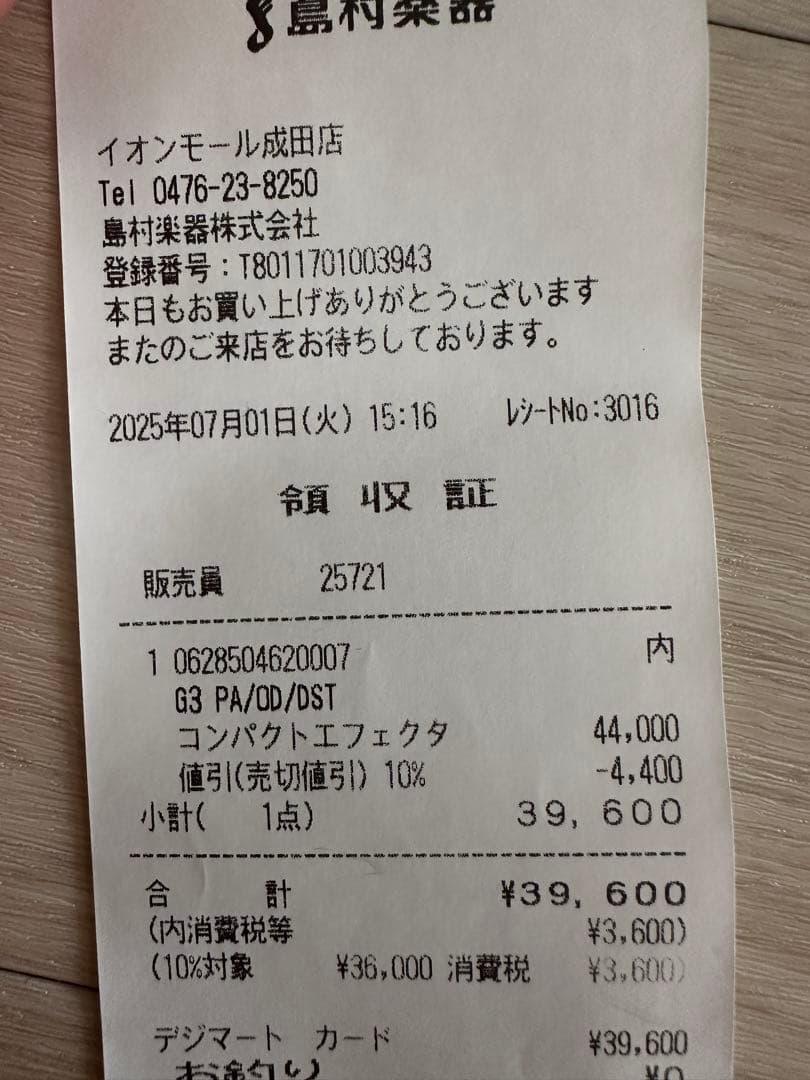 島村楽器
イオンモール成田店
Tel 0476-23-8250
島村楽器株式会社
登録番号：T8011701003943
本日もお買い上げありがとうございます
またのご来店をお待ちしております。
2025年07月01日(火) 15:16 ﾚｼｰﾄNo:3016
領収証
販売員 25721
1 0628504620007 内
G3 PA/OD/DST
コンパクトエフェクタ 44,000
値引(売切値引) 10% -4,400
小計( 1点) 39,600
合 計 ¥39,600
(内消費税等 ¥3,600)
(10%対象 ¥36,000 消費税 ¥3,600)
デジマート カード ¥39,600
お釣り ¥0